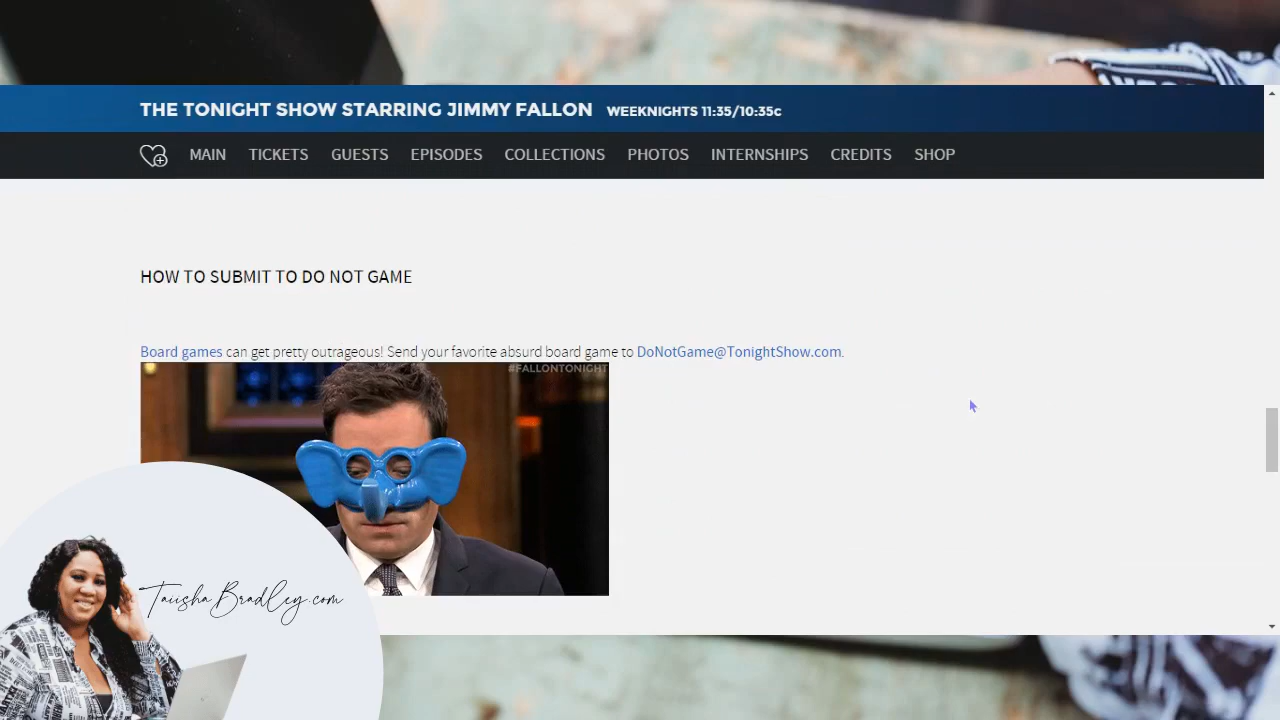 THE TONIGHT SHOW STARRING JIMMY FALLON WEEKNIGHTS 11:35/10:35c
MAIN TICKETS GUESTS EPISODES COLLECTIONS PHOTOS INTERNSHIPS CREDITS SHOP
HOW TO SUBMIT TO DO NOT GAME
Board games can get pretty outrageous! Send your favorite absurd board game to DoNotGame@TonightShow.com.
#FALLONTONIGHT
TaiishaBradley.com